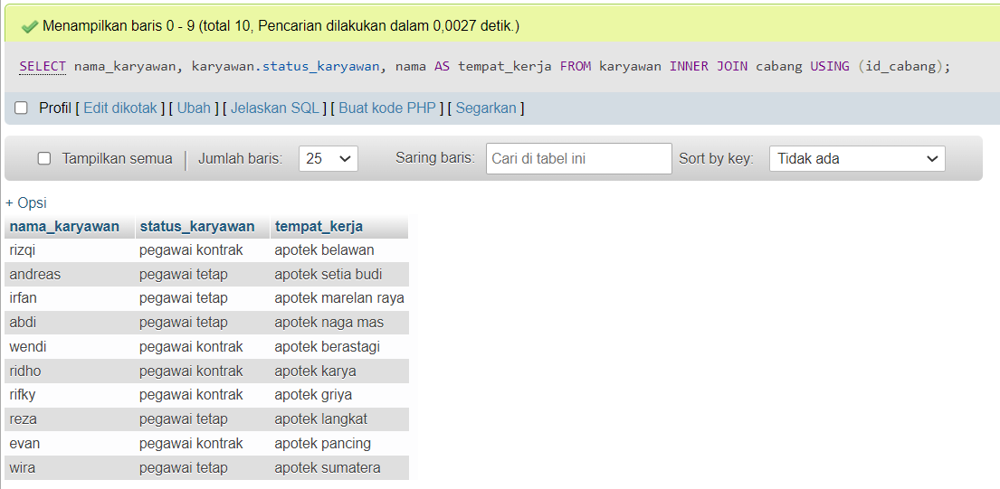 Menampilkan baris 0 - 9 (total 10, Pencarian dilakukan dalam 0,0027 detik.)
SELECT nama_karyawan, karyawan.status_karyawan, nama AS tempat_kerja FROM karyawan INNER JOIN cabang USING (id_cabang);
Profil [ Edit dikotak ] [ Ubah ] [ Jelaskan SQL ] [ Buat kode PHP ] [ Segarkan ]
Tampilkan semua Jumlah baris: 25 Saring baris: Cari di tabel ini Sort by key: Tidak ada
+ Opsi
nama_karyawan status_karyawan tempat_kerja
rizqi pegawai kontrak apotek belawan
andreas pegawai tetap apotek setia budi
irfan pegawai tetap apotek marelan raya
abdi pegawai tetap apotek naga mas
wendi pegawai kontrak apotek berastagi
ridho pegawai kontrak apotek karya
rifky pegawai kontrak apotek griya
reza pegawai tetap apotek langkat
evan pegawai kontrak apotek pancing
wira pegawai tetap apotek sumatera